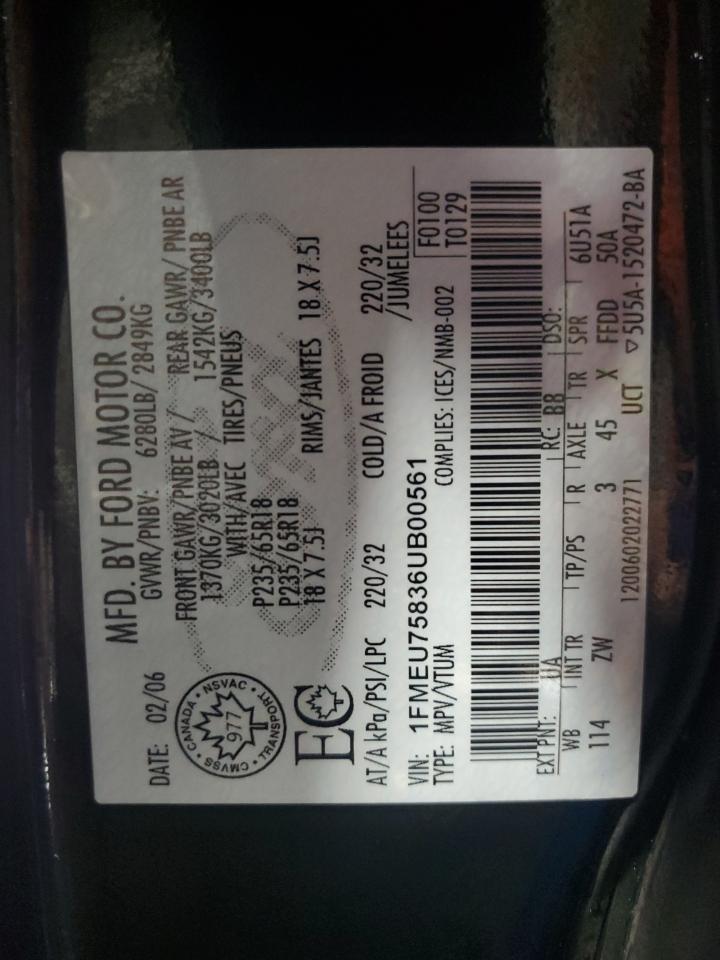 MFD. BY FORD MOTOR CO.
DATE: 02/06 GVWR/PNBV: 6280LB/ 2849KG
FRONT GAWR/PNBE AV / REAR GAWR/ PNBE AR
1370KG/3020LB / 1542KG/3400LB
WITH/AVEC TIRES/PNEUS
P235/65R18
P235/65R18 RIMS/JANTES 18 X 7.5J
18 X 7.5J
CANADA • NSVAC • TRANSPORT • CMVSS •
977
EC
AT/A kPa/PSI/LPC 220/32 COLD/A FROID 220/32
/JUMELEES
VIN: 1FMEU75836UB00561 F0100
TYPE: MPV/VTUM COMPLIES: ICES/NMB-002 T0129
EXT PNT: UA RC: B8 DSO:
WB INT TR TP/PS R AXLE TR SPR 6U51A
114 ZW 3 45 X FFDD 50A
1200602022771 UCT ▽5U5A-1520472-BA